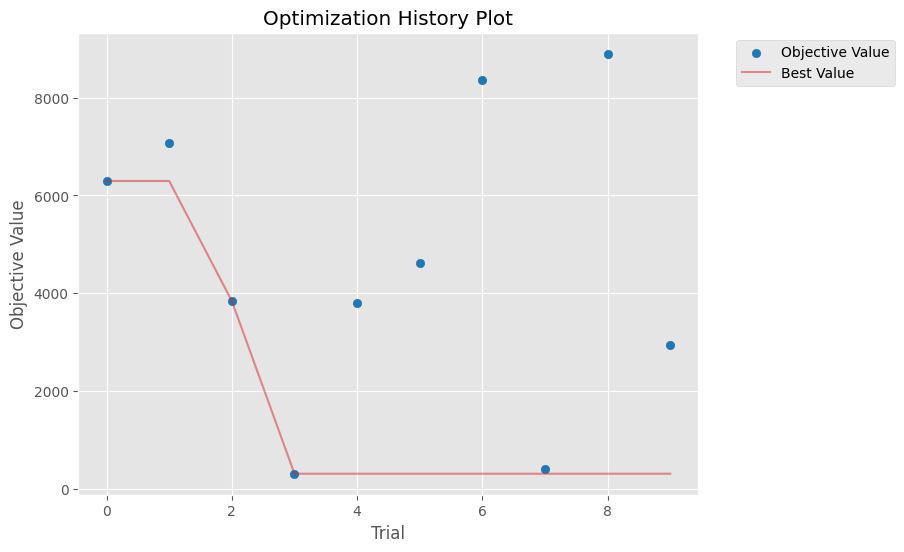 Optimization History Plot
Objective Value
Best Value
8000
6000
4000
2000
0
Objective Value
0 2 4 6 8
Trial